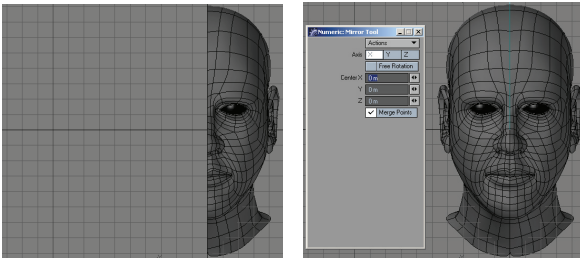 Numeric: Mirror Tool
Actions
Axis X Y Z
Free Rotation
Center X 0 m
Y 0 m
Z 0 m
Merge Points